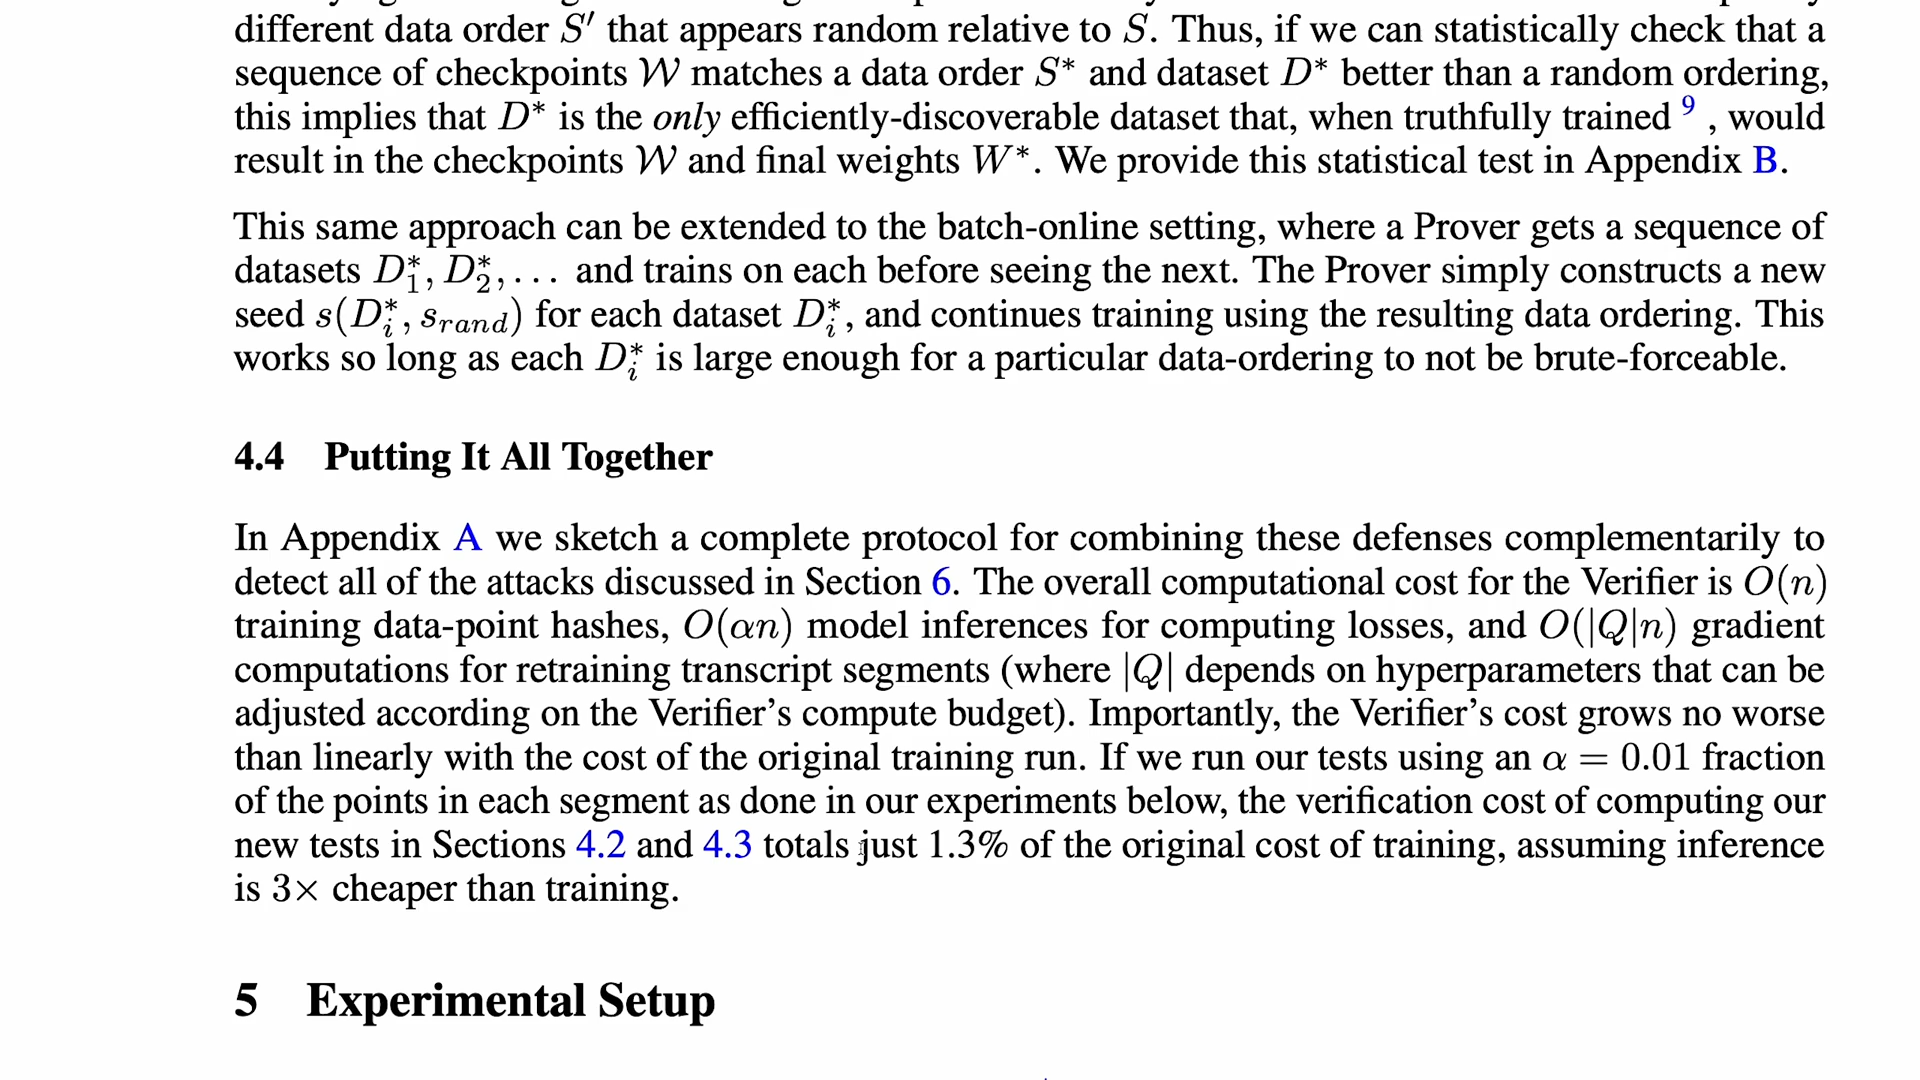 different data order S′ that appears random relative to S. Thus, if we can statistically check that a
sequence of checkpoints 𝒲 matches a data order S* and dataset D* better than a random ordering,
this implies that D* is the only efficiently-discoverable dataset that, when truthfully trained 9 , would
result in the checkpoints 𝒲 and final weights W*. We provide this statistical test in Appendix B.
This same approach can be extended to the batch-online setting, where a Prover gets a sequence of
datasets D₁*, D₂*, . . . and trains on each before seeing the next. The Prover simply constructs a new
seed s(Dᵢ*, s_rand) for each dataset Dᵢ*, and continues training using the resulting data ordering. This
works so long as each Dᵢ* is large enough for a particular data-ordering to not be brute-forceable.
4.4 Putting It All Together
In Appendix A we sketch a complete protocol for combining these defenses complementarily to
detect all of the attacks discussed in Section 6. The overall computational cost for the Verifier is O(n)
training data-point hashes, O(αn) model inferences for computing losses, and O(|Q|n) gradient
computations for retraining transcript segments (where |Q| depends on hyperparameters that can be
adjusted according on the Verifier's compute budget). Importantly, the Verifier's cost grows no worse
than linearly with the cost of the original training run. If we run our tests using an α = 0.01 fraction
of the points in each segment as done in our experiments below, the verification cost of computing our
new tests in Sections 4.2 and 4.3 totals just 1.3% of the original cost of training, assuming inference
is 3× cheaper than training.
5 Experimental Setup